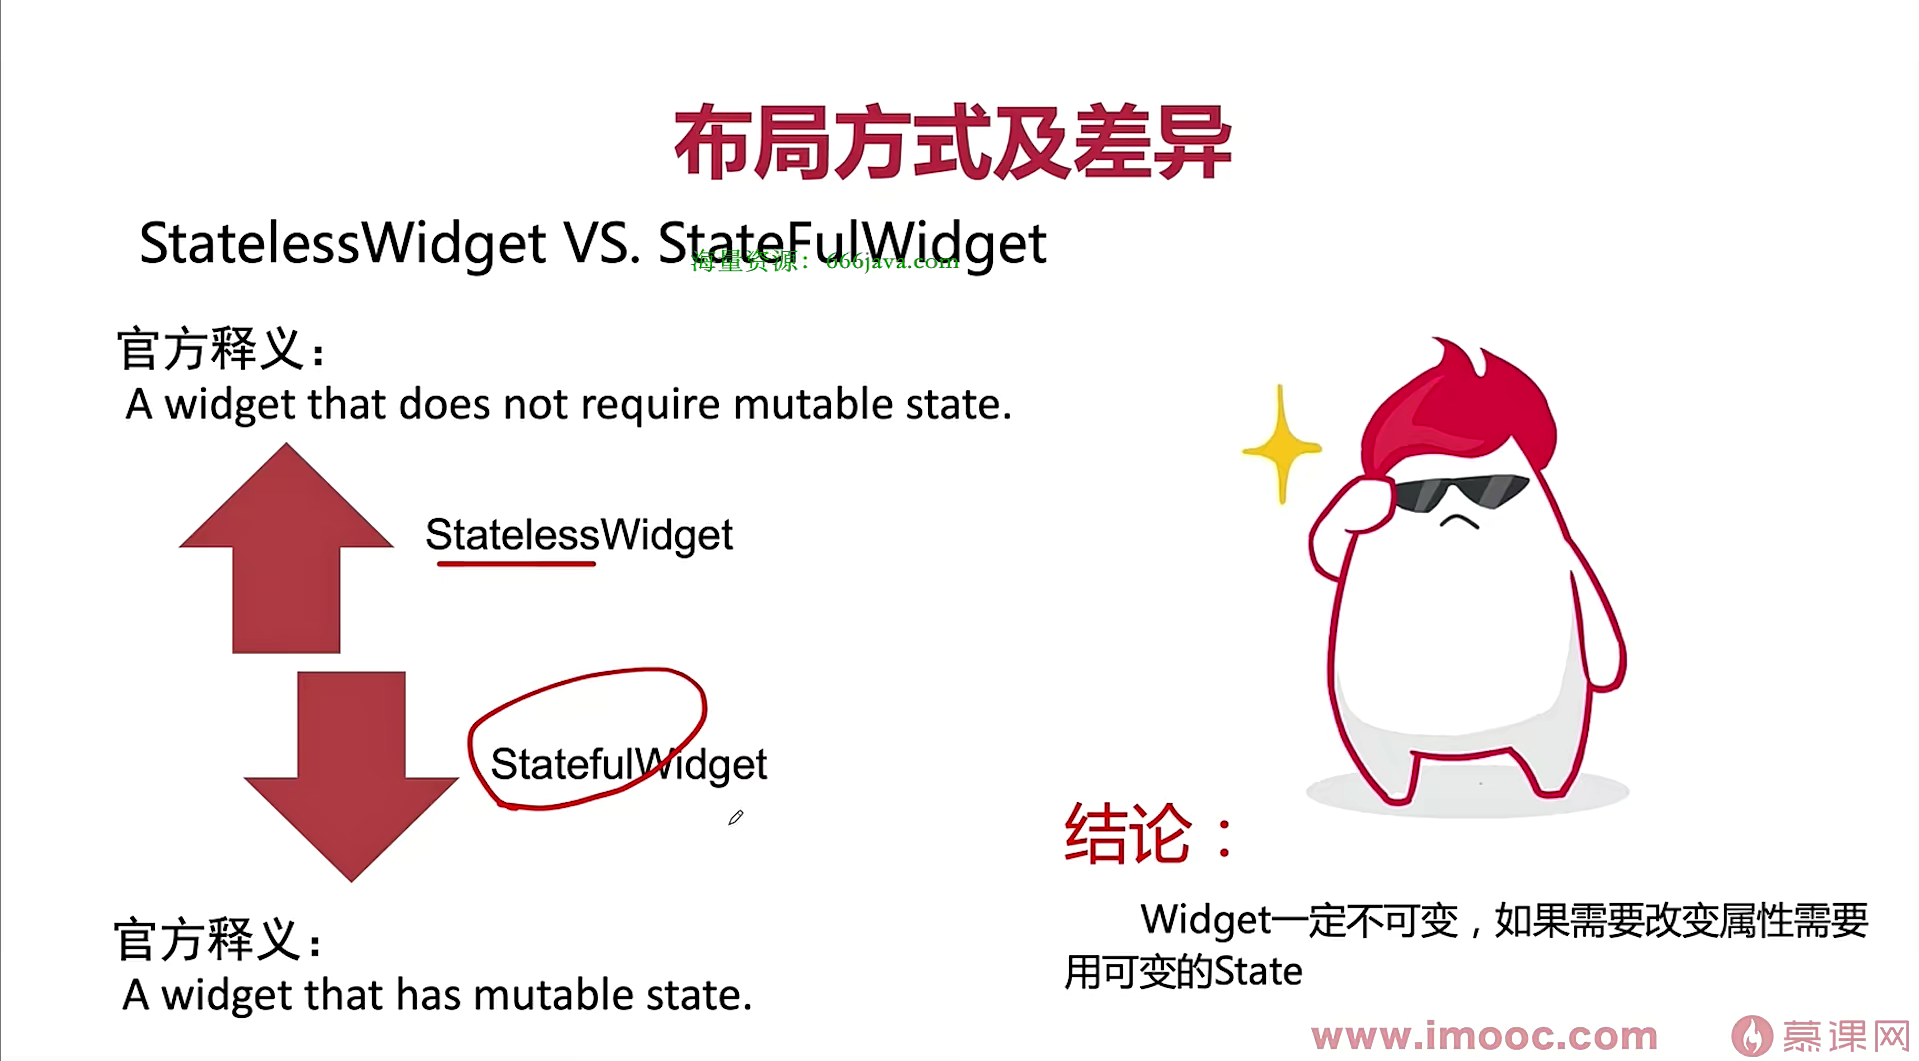 布局方式及差异
StatelessWidget VS. StateFulWidget
海量资源：666java.com
官方释义：
A widget that does not require mutable state.
StatelessWidget
StatefulWidget
官方释义：
A widget that has mutable state.
结论：
Widget一定不可变，如果需要改变属性需要
用可变的State
www.imooc.com
慕课网